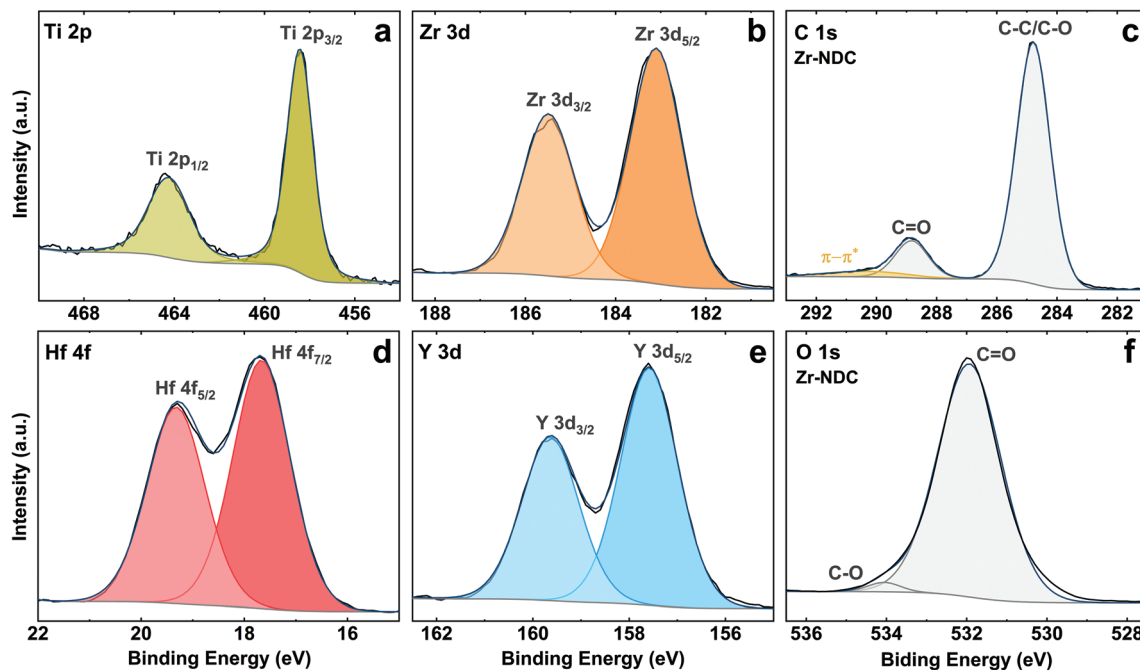 Ti 2p
Ti 2p3/2
a
Ti 2p1/2
Intensity (a.u.)
468 464 460 456
Zr 3d
Zr 3d5/2
b
Zr 3d3/2
186 184 182
C 1s
C-C/C-O
c
Zr-NDC
C=O
π–π*
292 290 288 286 284 282
Hf 4f
Hf 4f7/2
d
Hf 4f5/2
Intensity (a.u.)
22 20 18 16
Binding Energy (eV)
Y 3d
Y 3d5/2
e
Y 3d3/2
162 160 158 156
Binding Energy (eV)
O 1s
C=O
f
Zr-NDC
C-O
534 532 530 528
Biding Energy (eV)